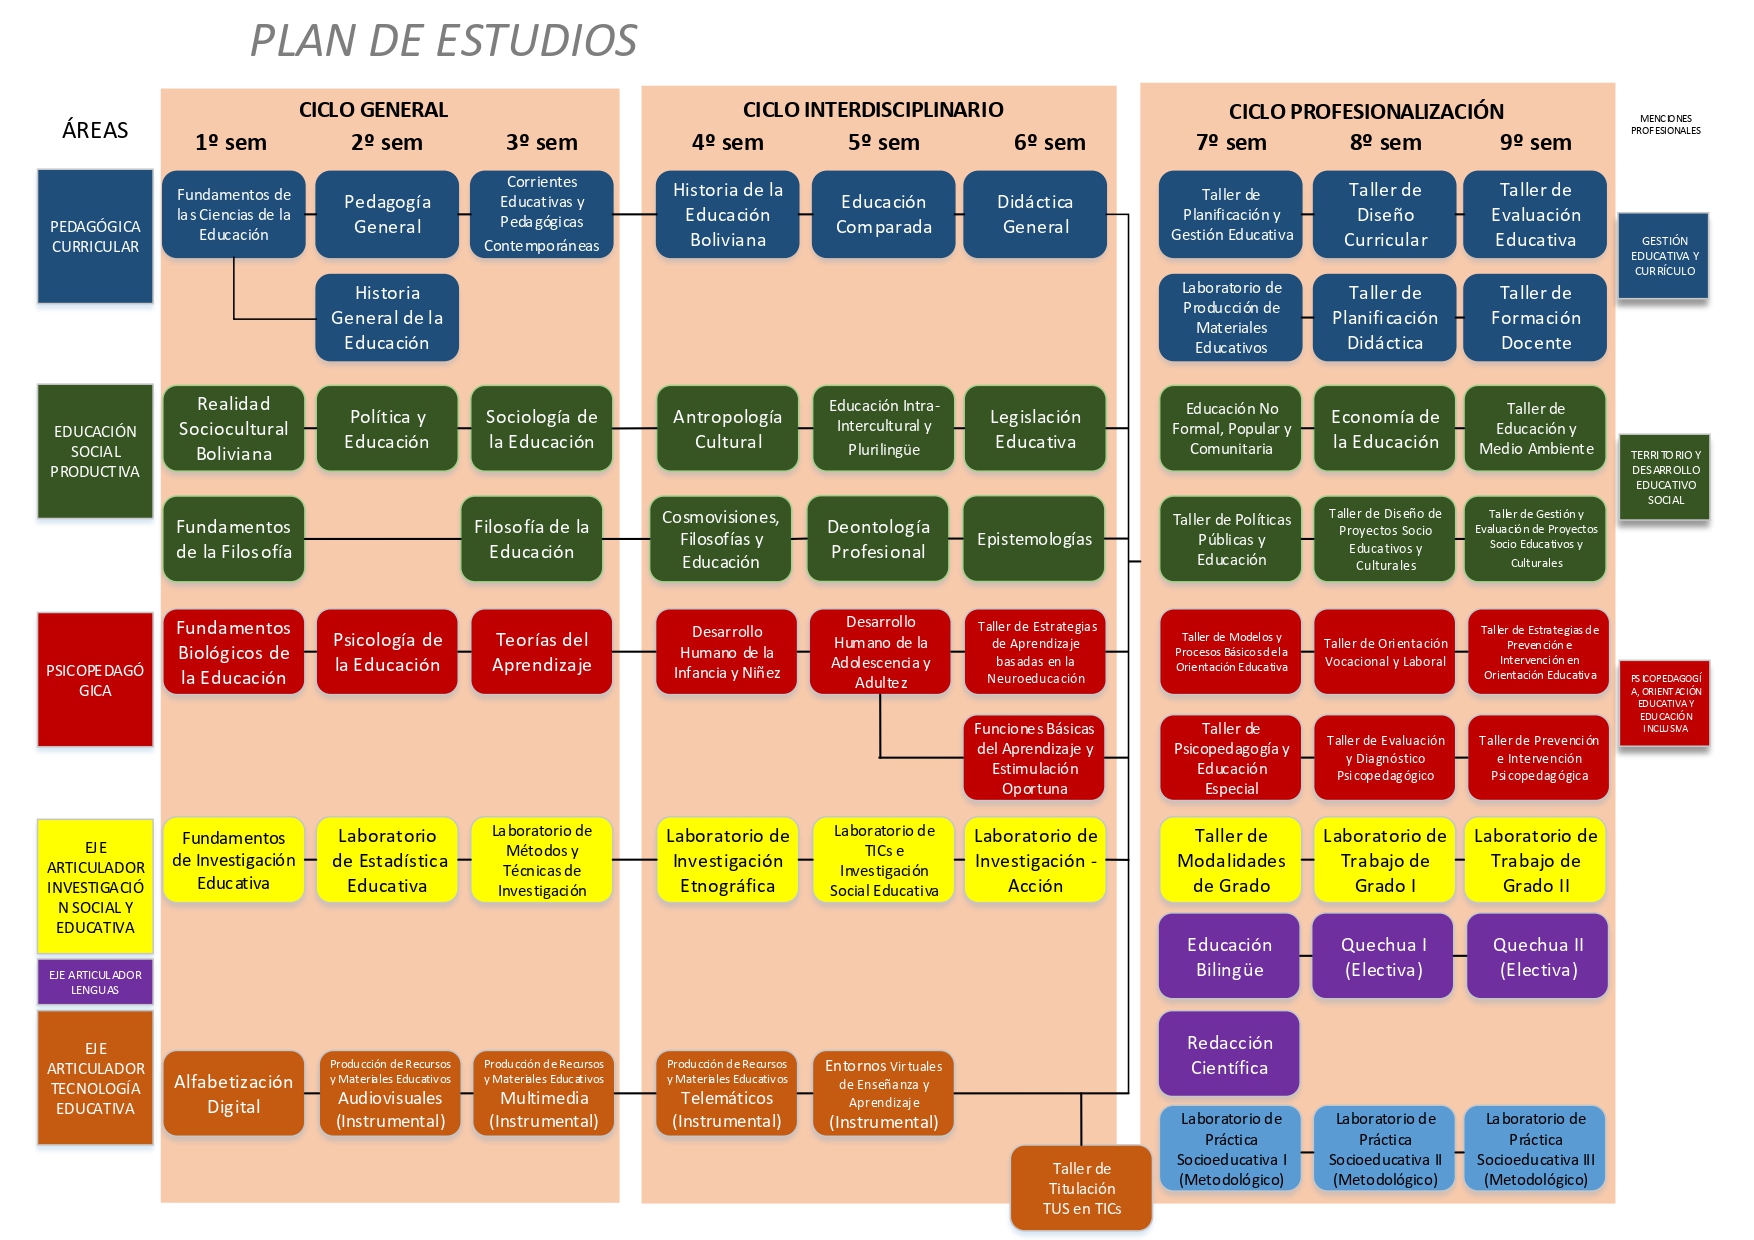 PLAN DE ESTUDIOS
ÁREAS
CICLO GENERAL
1º sem
2º sem
3º sem
CICLO INTERDISCIPLINARIO
4º sem
5º sem
6º sem
CICLO PROFESIONALIZACIÓN
7º sem
8º sem
9º sem
MENCIONES
PROFESIONALES
PEDAGÓGICA
CURRICULAR
Fundamentos de
las Ciencias de la
Educación
Pedagogía
General
Corrientes
Educativas y
Pedagógicas
Contemporáneas
Historia de la
Educación
Boliviana
Educación
Comparada
Didáctica
General
Taller de
Planificación y
Gestión Educativa
Taller de
Diseño
Curricular
Taller de
Evaluación
Educativa
GESTIÓN
EDUCATIVA Y
CURRÍCULO
Historia
General de la
Educación
Laboratorio de
Producción de
Materiales
Educativos
Taller de
Planificación
Didáctica
Taller de
Formación
Docente
EDUCACIÓN
SOCIAL
PRODUCTIVA
Realidad
Sociocultural
Boliviana
Política y
Educación
Sociología de
la Educación
Antropología
Cultural
Educación Intra-
Intercultural y
Plurilingüe
Legislación
Educativa
Educación No
Formal, Popular y
Comunitaria
Economía de
la Educación
Taller de
Educación y
Medio Ambiente
TERRITORIO Y
DESARROLLO
EDUCATIVO
SOCIAL
Fundamentos
de la Filosofía
Filosofía de la
Educación
Cosmovisiones,
Filosofías y
Educación
Deontología
Profesional
Epistemologías
Taller de Políticas
Públicas y
Educación
Taller de Diseño de
Proyectos Socio
Educativos y
Culturales
Taller de Gestión y
Evaluación de Proyectos
Socio Educativos y
Culturales
PSICOPEDAGÓ
GICA
Fundamentos
Biológicos de
la Educación
Psicología de
la Educación
Teorías del
Aprendizaje
Desarrollo
Humano de la
Infancia y Niñez
Desarrollo
Humano de la
Adolescencia y
Adultez
Taller de Estrategias
de Aprendizaje
basadas en la
Neuroeducación
Taller de Modelos y
Procesos Básicos de la
Orientación Educativa
Taller de Orientación
Vocacional y Laboral
Taller de Estrategias de
Prevención e
Intervención en
Orientación Educativa
PSICOPEDAGOGÍ
A, ORIENTACIÓN
EDUCATIVA Y
EDUCACIÓN
INCLUSIVA
Funciones Básicas
del Aprendizaje y
Estimulación
Oportuna
Taller de
Psicopedagogía y
Educación
Especial
Taller de Evaluación
y Diagnóstico
Psicopedagógico
Taller de Prevención
e Intervención
Psicopedagógica
EJE
ARTICULADOR
INVESTIGACIÓ
N SOCIAL Y
EDUCATIVA
Fundamentos
de Investigación
Educativa
Laboratorio
de Estadística
Educativa
Laboratorio de
Métodos y
Técnicas de
Investigación
Laboratorio de
Investigación
Etnográfica
Laboratorio de
TICs e
Investigación
Social Educativa
Laboratorio de
Investigación -
Acción
Taller de
Modalidades
de Grado
Laboratorio de
Trabajo de
Grado I
Laboratorio de
Trabajo de
Grado II
EJE ARTICULADOR
LENGUAS
Educación
Bilingüe
Quechua I
(Electiva)
Quechua II
(Electiva)
Redacción
Científica
EJE
ARTICULADOR
TECNOLOGÍA
EDUCATIVA
Alfabetización
Digital
Producción de Recursos
y Materiales Educativos
Audiovisuales
(Instrumental)
Producción de Recursos
y Materiales Educativos
Multimedia
(Instrumental)
Producción de Recursos
y Materiales Educativos
Telemáticos
(Instrumental)
Entornos Virtuales
de Enseñanza y
Aprendizaje
(Instrumental)
Laboratorio de
Práctica
Socioeducativa I
(Metodológico)
Laboratorio de
Práctica
Socioeducativa II
(Metodológico)
Laboratorio de
Práctica
Socioeducativa III
(Metodológico)
Taller de
Titulación
TUS en TICs